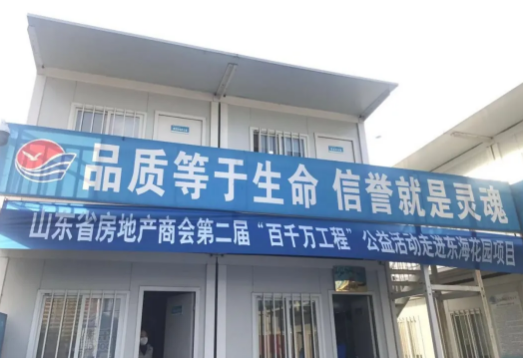 品质等于生命 信誉就是灵魂
山东省房地产商会第二届“百千万工程”公益活动走进东海花园项目